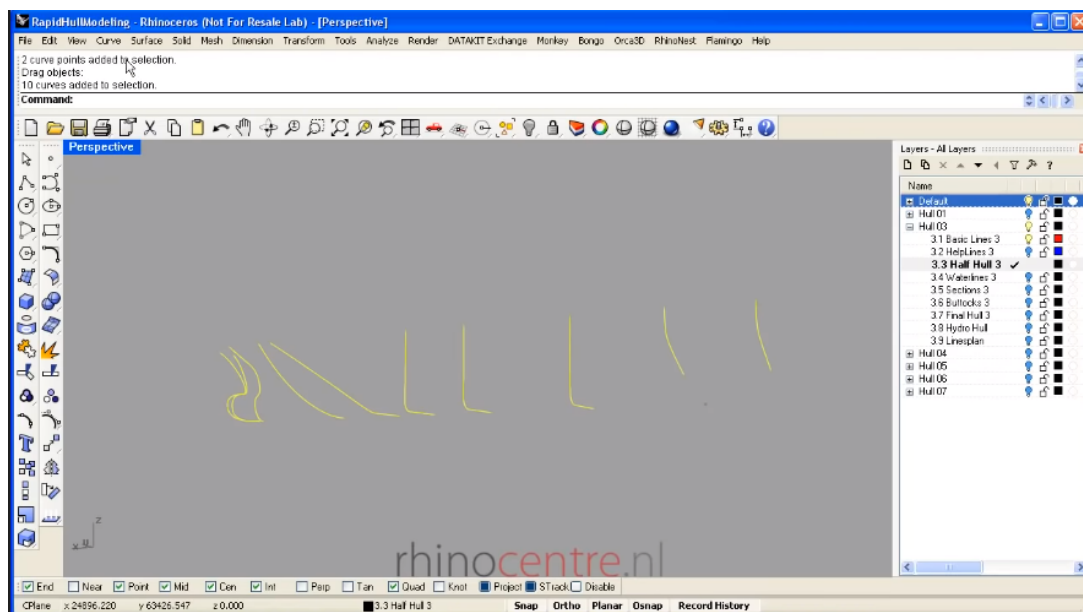 RapidHullModeling - Rhinoceros (Not For Resale Lab) - [Perspective]
File Edit View Curve Surface Solid Mesh Dimension Transform Tools Analyze Render DATAKIT Exchange Monkey Bongo Orca3D RhinoNest Flamingo Help
2 curve points added to selection.
Drag objects:
10 curves added to selection.
Command:
Perspective
Layers - All Layers
Name
Default
Hull 01
Hull 03
3.1 Basic Lines 3
3.2 HelpLines 3
3.3 Half Hull 3
3.4 Waterlines 3
3.5 Sections 3
3.6 Buttocks 3
3.7 Final Hull 3
3.8 Hydro Hull
3.9 Linesplan
Hull 04
Hull 05
Hull 06
Hull 07
z
x y
rhinocentre.nl
End Near Point Mid Cen Int Perp Tan Quad Knot Project STrack Disable
CPlane x 24896.220 y 63426.547 z 0.000 3.3 Half Hull 3 Snap Ortho Planar Osnap Record History